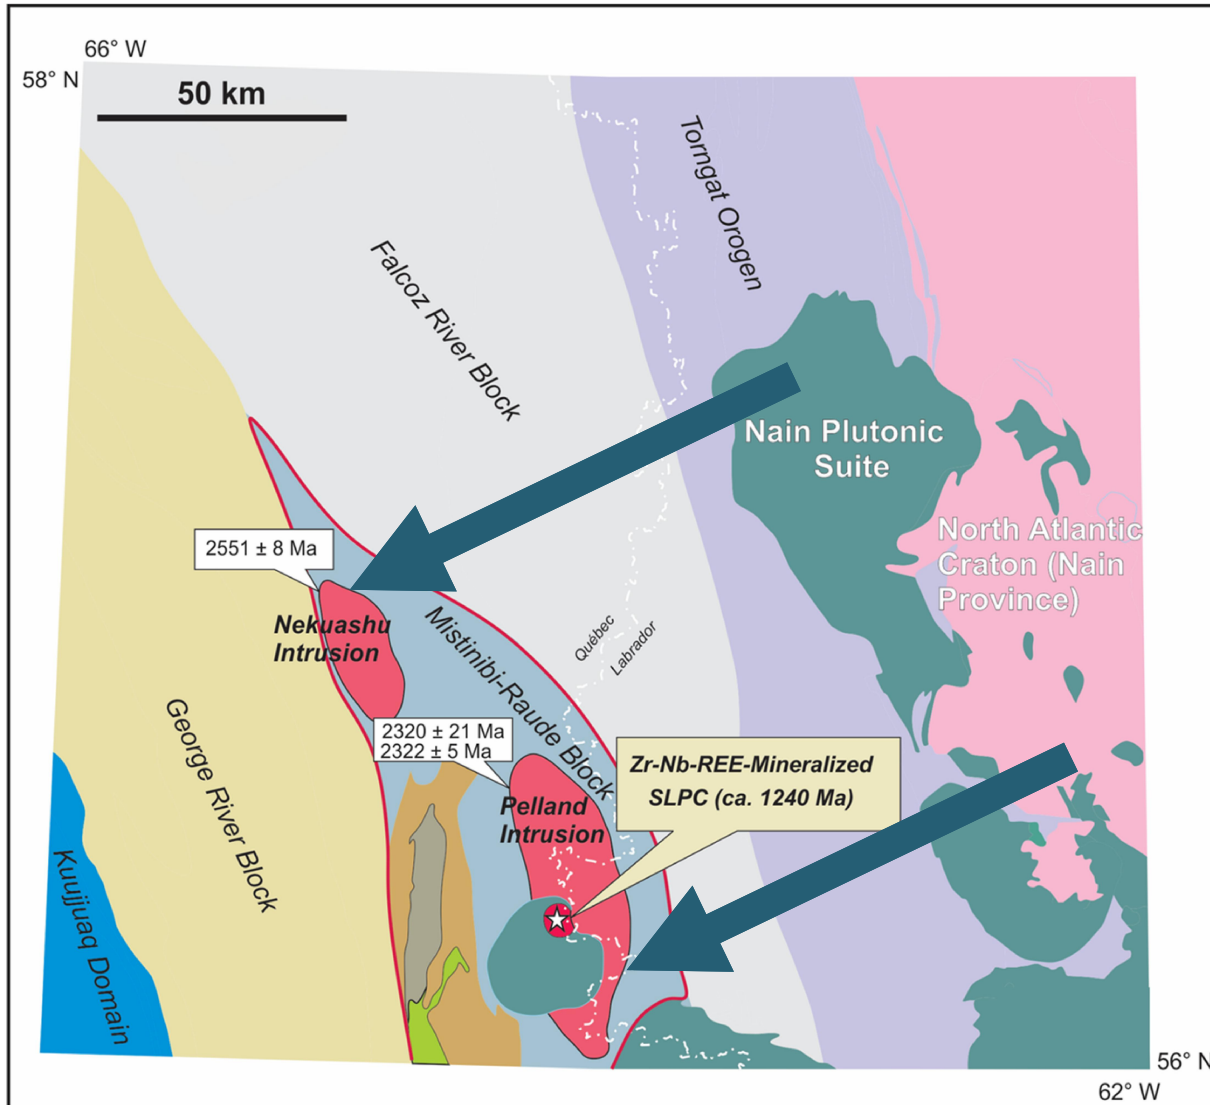 66° W
58° N
50 km
Torngat Orogen
Falcoz River Block
Nain Plutonic
Suite
North Atlantic
Craton (Nain
Province)
2551 ± 8 Ma
Nekuashu
Intrusion
Mistinibi-Raude Block
Québec
Labrador
George River Block
2320 ± 21 Ma
2322 ± 5 Ma
Zr-Nb-REE-Mineralized
SLPC (ca. 1240 Ma)
Pelland
Intrusion
Kuujjuaq Domain
56° N
62° W